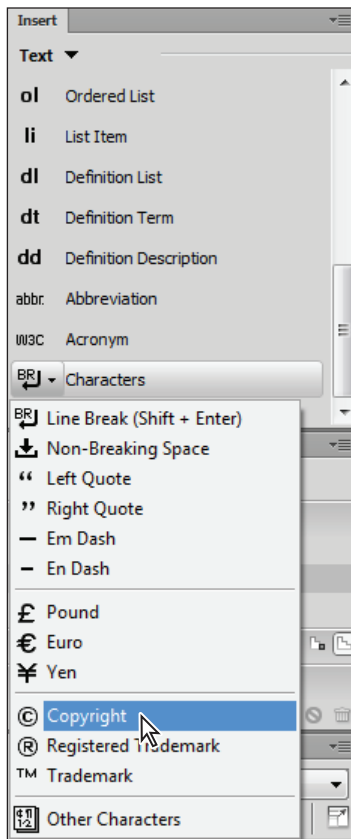 Insert
Text
ol Ordered List
li List Item
dl Definition List
dt Definition Term
dd Definition Description
abbr. Abbreviation
W3C Acronym
BR Characters
BR Line Break (Shift + Enter)
Non-Breaking Space
“ Left Quote
” Right Quote
— Em Dash
– En Dash
£ Pound
€ Euro
¥ Yen
© Copyright
® Registered Trademark
TM Trademark
Other Characters